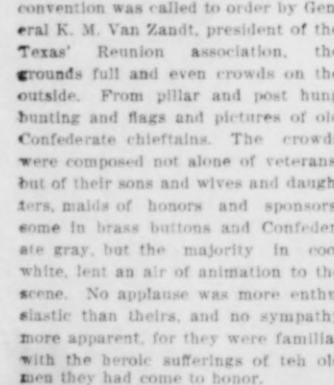 convention was called to order by Gen
eral K. M. Van Zandt, president of the
Texas' Reunion association, the
grounds full and even crowds on the
outside. From pillar and post hung
bunting and flags and pictures of old
Confederate chieftains. The crowd
were composed not alone of veterans
but of their sons and wives and daugh
ters, maids of honors and sponsors
some in brass buttons and Confeder
ate gray, but the majority in coo
white, lent an air of animation to the
scene. No applause was more enthu
siastic than theirs, and no sympathy
more apparent, for they were familia
with the heroic sufferings of teh old
men they had come to honor.